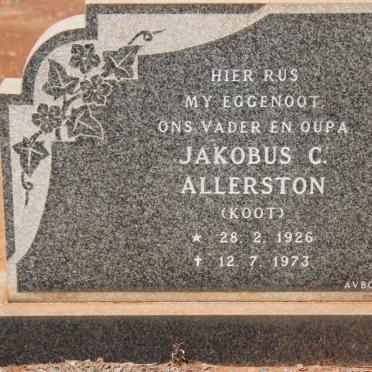 HIER RUS
MY EGGENOOT
ONS VADER EN OUPA
JAKOBUS C.
ALLERSTON
(KOOT)
★ 28. 2. 1926
✝ 12. 7. 1973